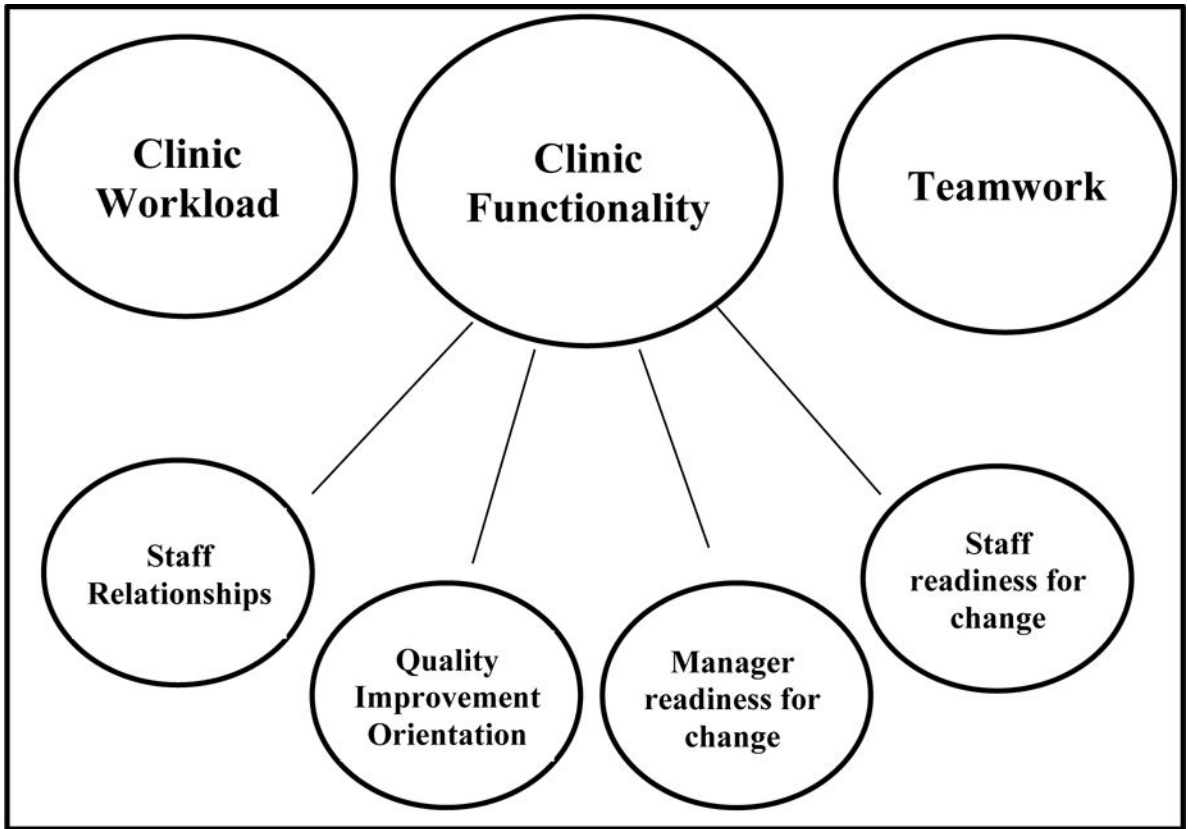 Clinic
Workload
Clinic
Functionality
Teamwork
Staff
Relationships
Quality
Improvement
Orientation
Manager
readiness for
change
Staff
readiness for
change